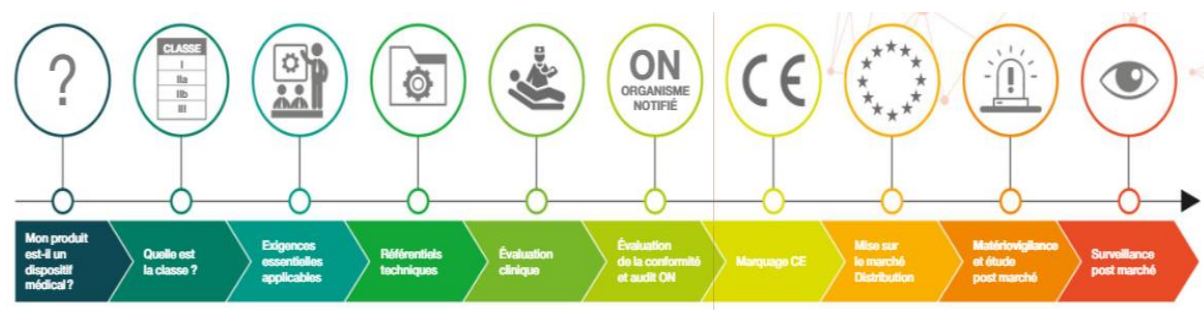 ?
CLASSE
I
IIa
IIb
III
ON
ORGANISME
NOTIFIÉ
CE
Mon produit
est-il un
dispositif
médical ?
Quelle est
la classe ?
Exigences
essentielles
applicables
Référentiels
techniques
Évaluation
clinique
Évaluation
de la conformité
et audit ON
Marquage CE
Mise sur
le marché
Distribution
Matériovigilance
et étude
post marché
Surveillance
post marché